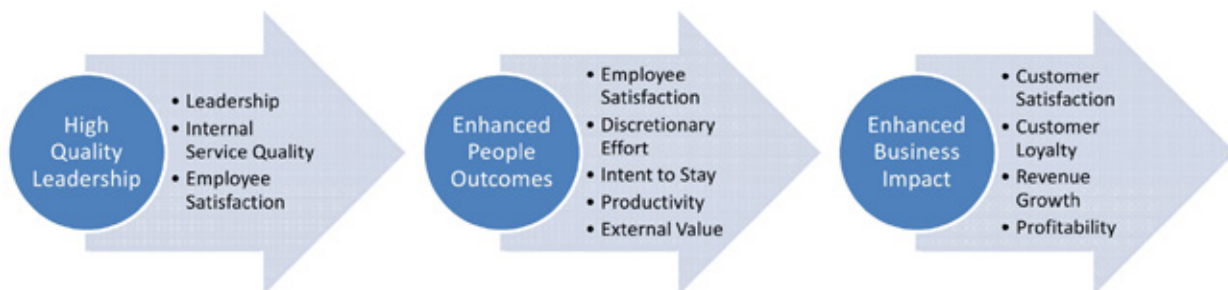 High
Quality
Leadership
• Leadership
• Internal
Service Quality
• Employee
Satisfaction
Enhanced
People
Outcomes
• Employee
Satisfaction
• Discretionary
Effort
• Intent to Stay
• Productivity
• External Value
Enhanced
Business
Impact
• Customer
Satisfaction
• Customer
Loyalty
• Revenue
Growth
• Profitability